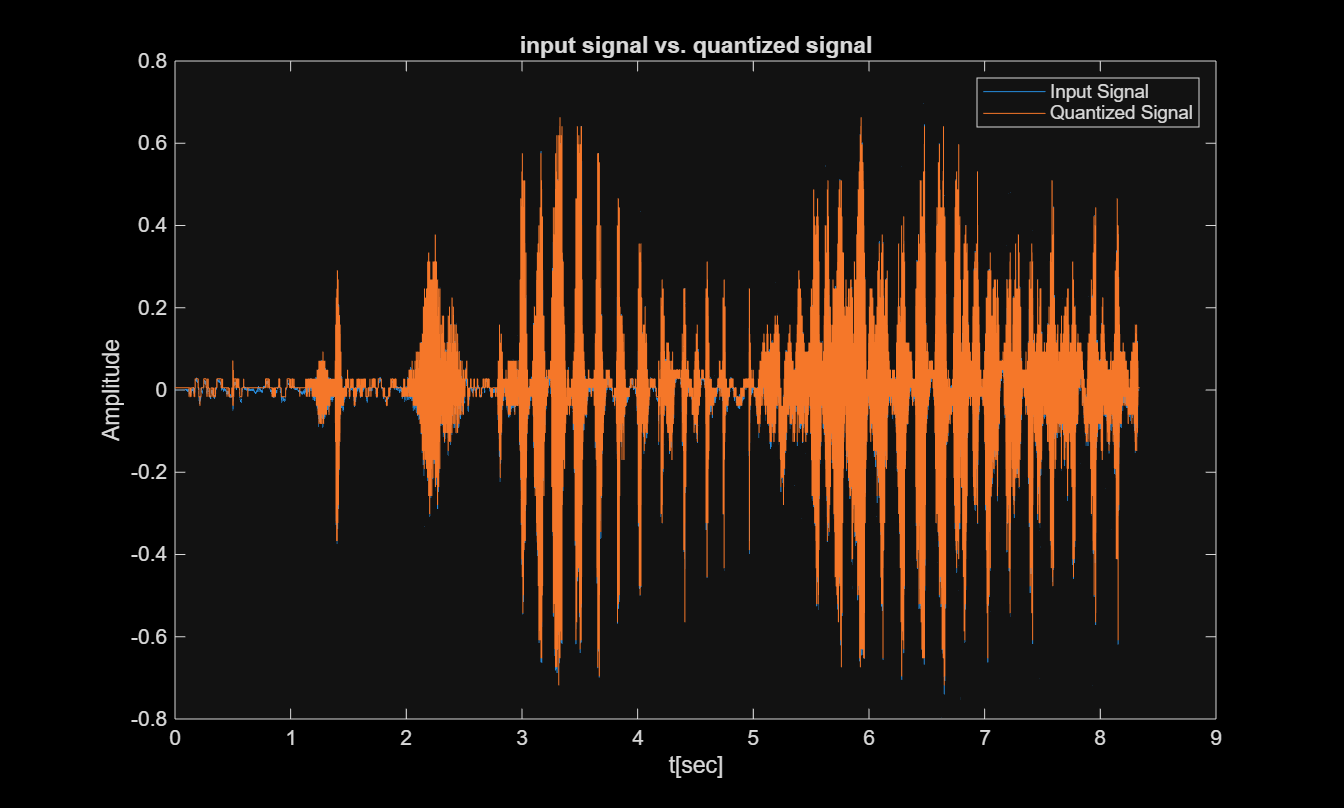 input signal vs. quantized signal
Input Signal
Quantized Signal
0.8
0.6
0.4
0.2
0
-0.2
-0.4
-0.6
-0.8
Amplitude
0 1 2 3 4 5 6 7 8 9
t[sec]